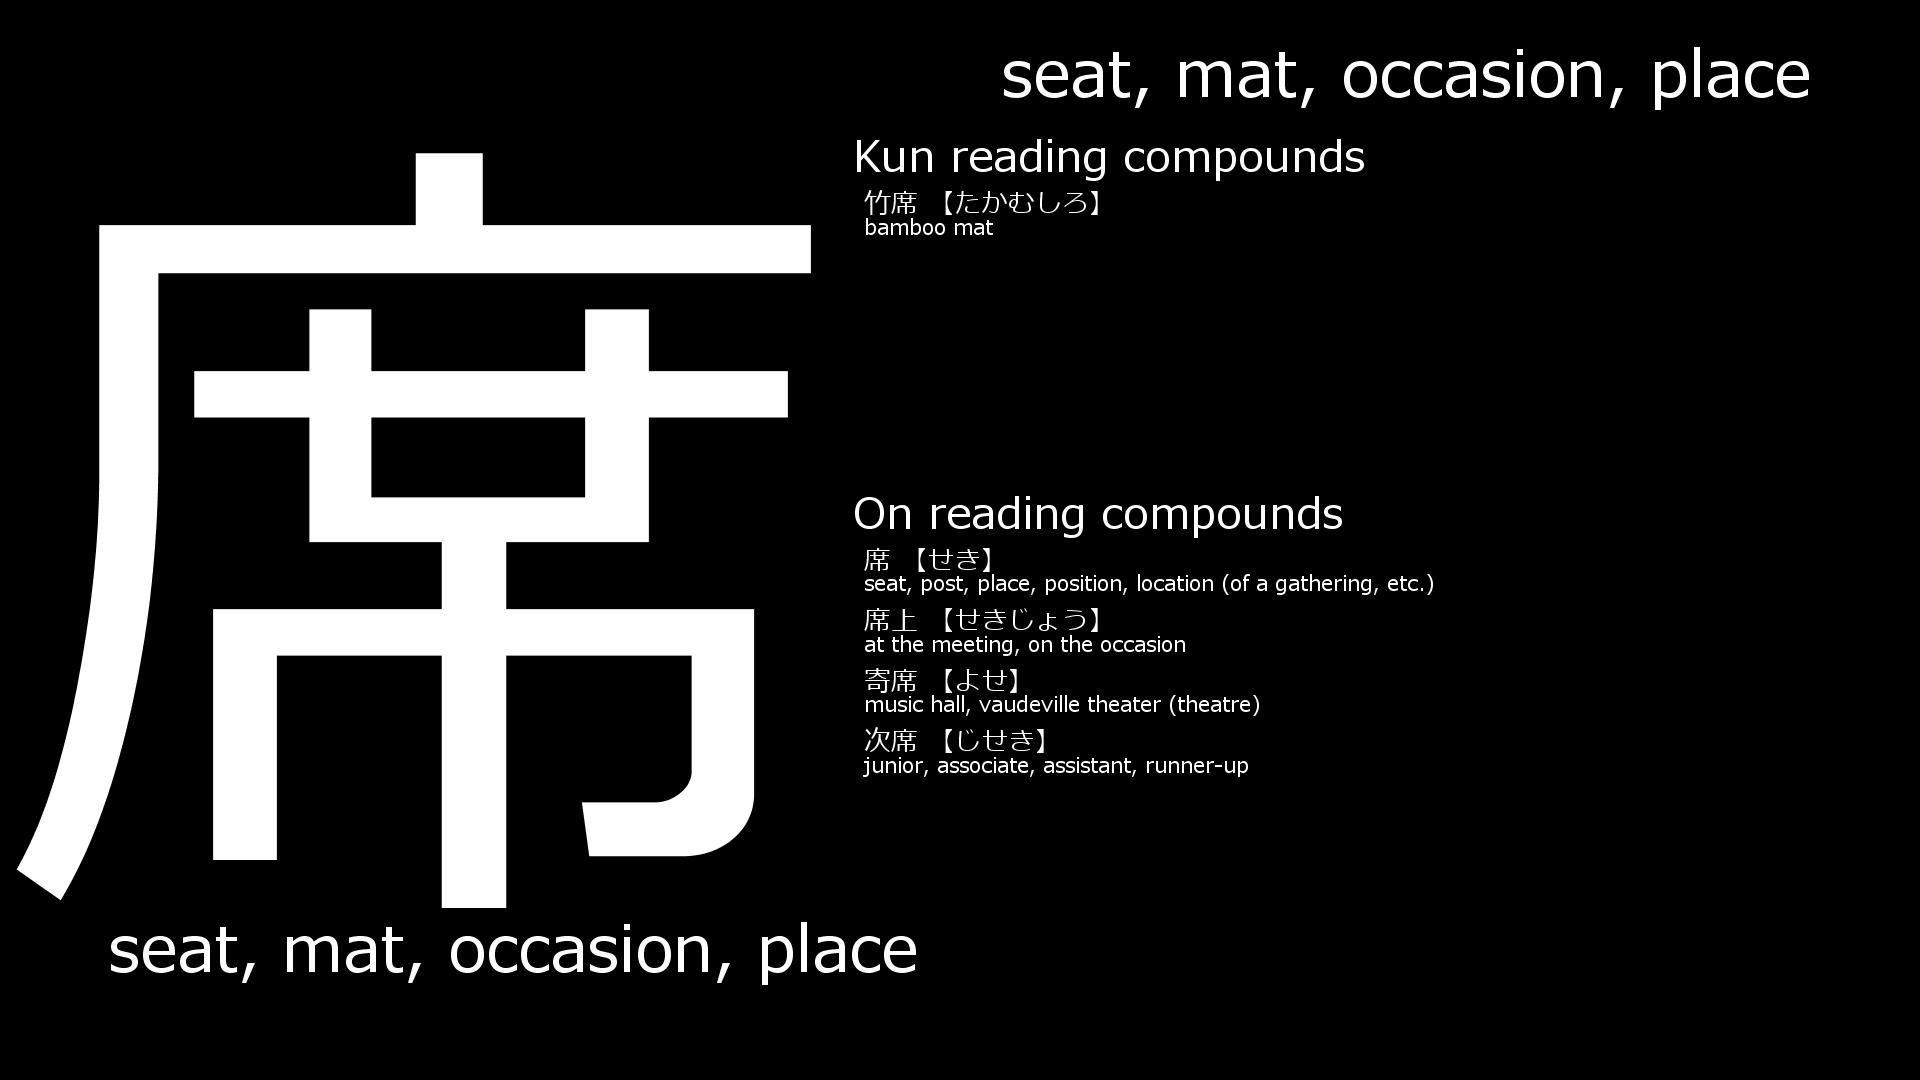 席
seat, mat, occasion, place
seat, mat, occasion, place
Kun reading compounds
竹席 【たかむしろ】
bamboo mat
On reading compounds
席 【せき】
seat, post, place, position, location (of a gathering, etc.)
席上 【せきじょう】
at the meeting, on the occasion
寄席 【よせ】
music hall, vaudeville theater (theatre)
次席 【じせき】
junior, associate, assistant, runner-up